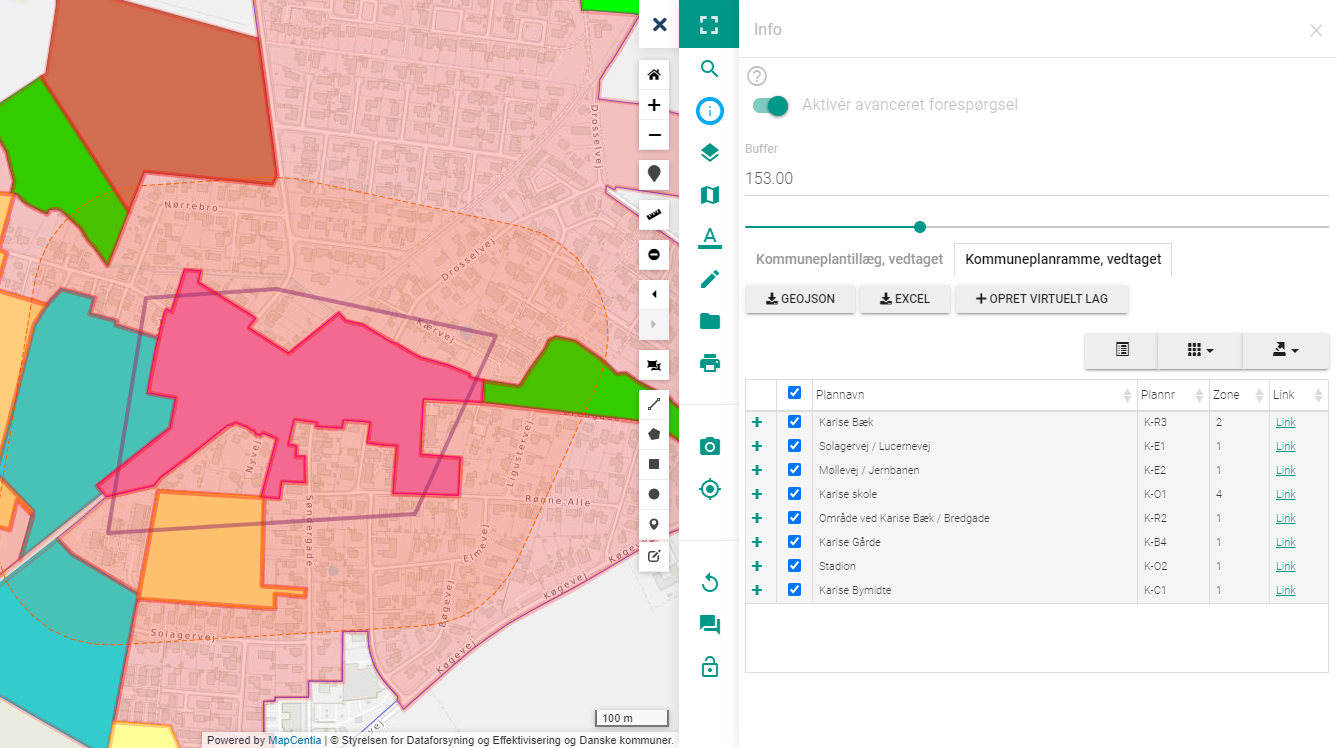 Info
Aktivér avanceret forespørgsel
Buffer
153.00
Kommuneplantillæg, vedtaget
Kommuneplanramme, vedtaget
GEOJSON
EXCEL
OPRET VIRTUELT LAG
Plannavn Plannr Zone Link
Karise Bæk K-R3 2 Link
Solagervej / Lucernevej K-E1 1 Link
Møllevej / Jernbanen K-E2 1 Link
Karise skole K-O1 4 Link
Område ved Karise Bæk / Bredgade K-R2 1 Link
Karise Gårde K-B4 1 Link
Stadion K-O2 1 Link
Karise Bymidte K-C1 1 Link
Drosselvej
Nørrebro
Drosselvej
Kærvej
Nyvej
Ligustervej
Rønne Alle
Søndergade
Elmevej
Bøgevej
Køgevej
Køgevej
Solagervej
100 m
Powered by MapCentia | © Styrelsen for Dataforsyning og Effektivisering og Danske kommuner.